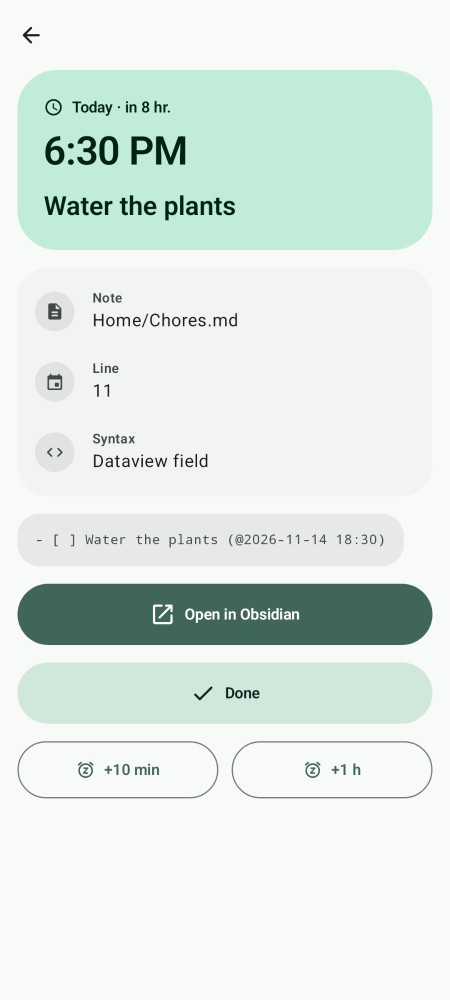 Today · in 8 hr.
6:30 PM
Water the plants
Note
Home/Chores.md
Line
11
Syntax
Dataview field
- [ ] Water the plants (@2026-11-14 18:30)
Open in Obsidian
Done
+10 min
+1 h